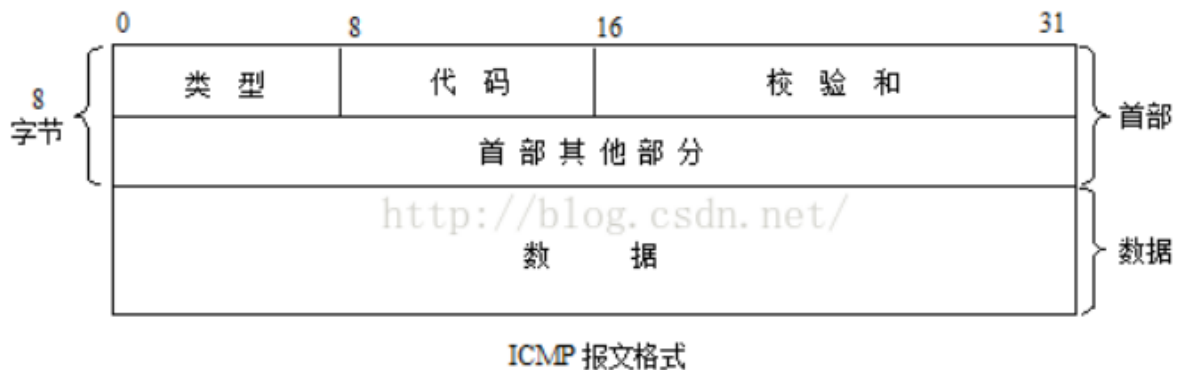 0 8 16 31
类 型 代 码 校 验 和
8
字节
首部
首 部 其 他 部 分
http://blog.csdn.net/
数 据
数据
ICMP 报文格式